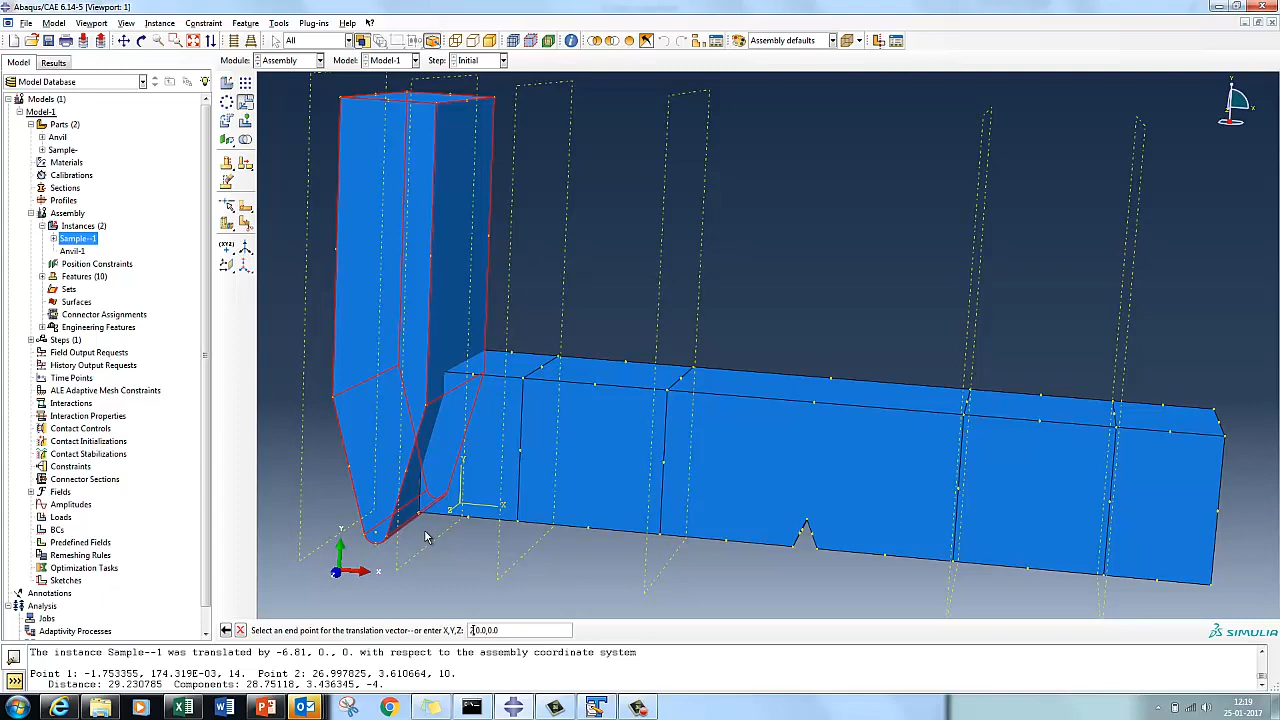 Abaqus/CAE 6.14-5 [Viewport: 1]
File Model Viewport View Instance Constraint Feature Tools Plug-ins Help
All
Assembly defaults
Model Results
Module: Assembly Model: Model-1 Step: Initial
Model Database
Models (1)
Model-1
Parts (2)
Anvil
Sample-
Materials
Calibrations
Sections
Profiles
Assembly
Instances (2)
Sample--1
Anvil-1
Position Constraints
Features (10)
Sets
Surfaces
Connector Assignments
Engineering Features
Steps (1)
Field Output Requests
History Output Requests
Time Points
ALE Adaptive Mesh Constraints
Interactions
Interaction Properties
Contact Controls
Contact Initializations
Contact Stabilizations
Constraints
Connector Sections
Fields
Amplitudes
Loads
BCs
Predefined Fields
Remeshing Rules
Optimization Tasks
Sketches
Annotations
Analysis
Jobs
Adaptivity Processes
(XYZ)
Y
X
Z
Y
X
Y
X
Select an end point for the translation vector--or enter X,Y,Z:
SIMULIA
The instance Sample--1 was translated by -6.81, 0., 0. with respect to the assembly coordinate system
Point 1: -1.753355, 174.319E-03, 14. Point 2: 26.997825, 3.610664, 10.
Distance: 29.230785 Components: 28.75118, 3.436345, -4.
12:19
25-01-2017